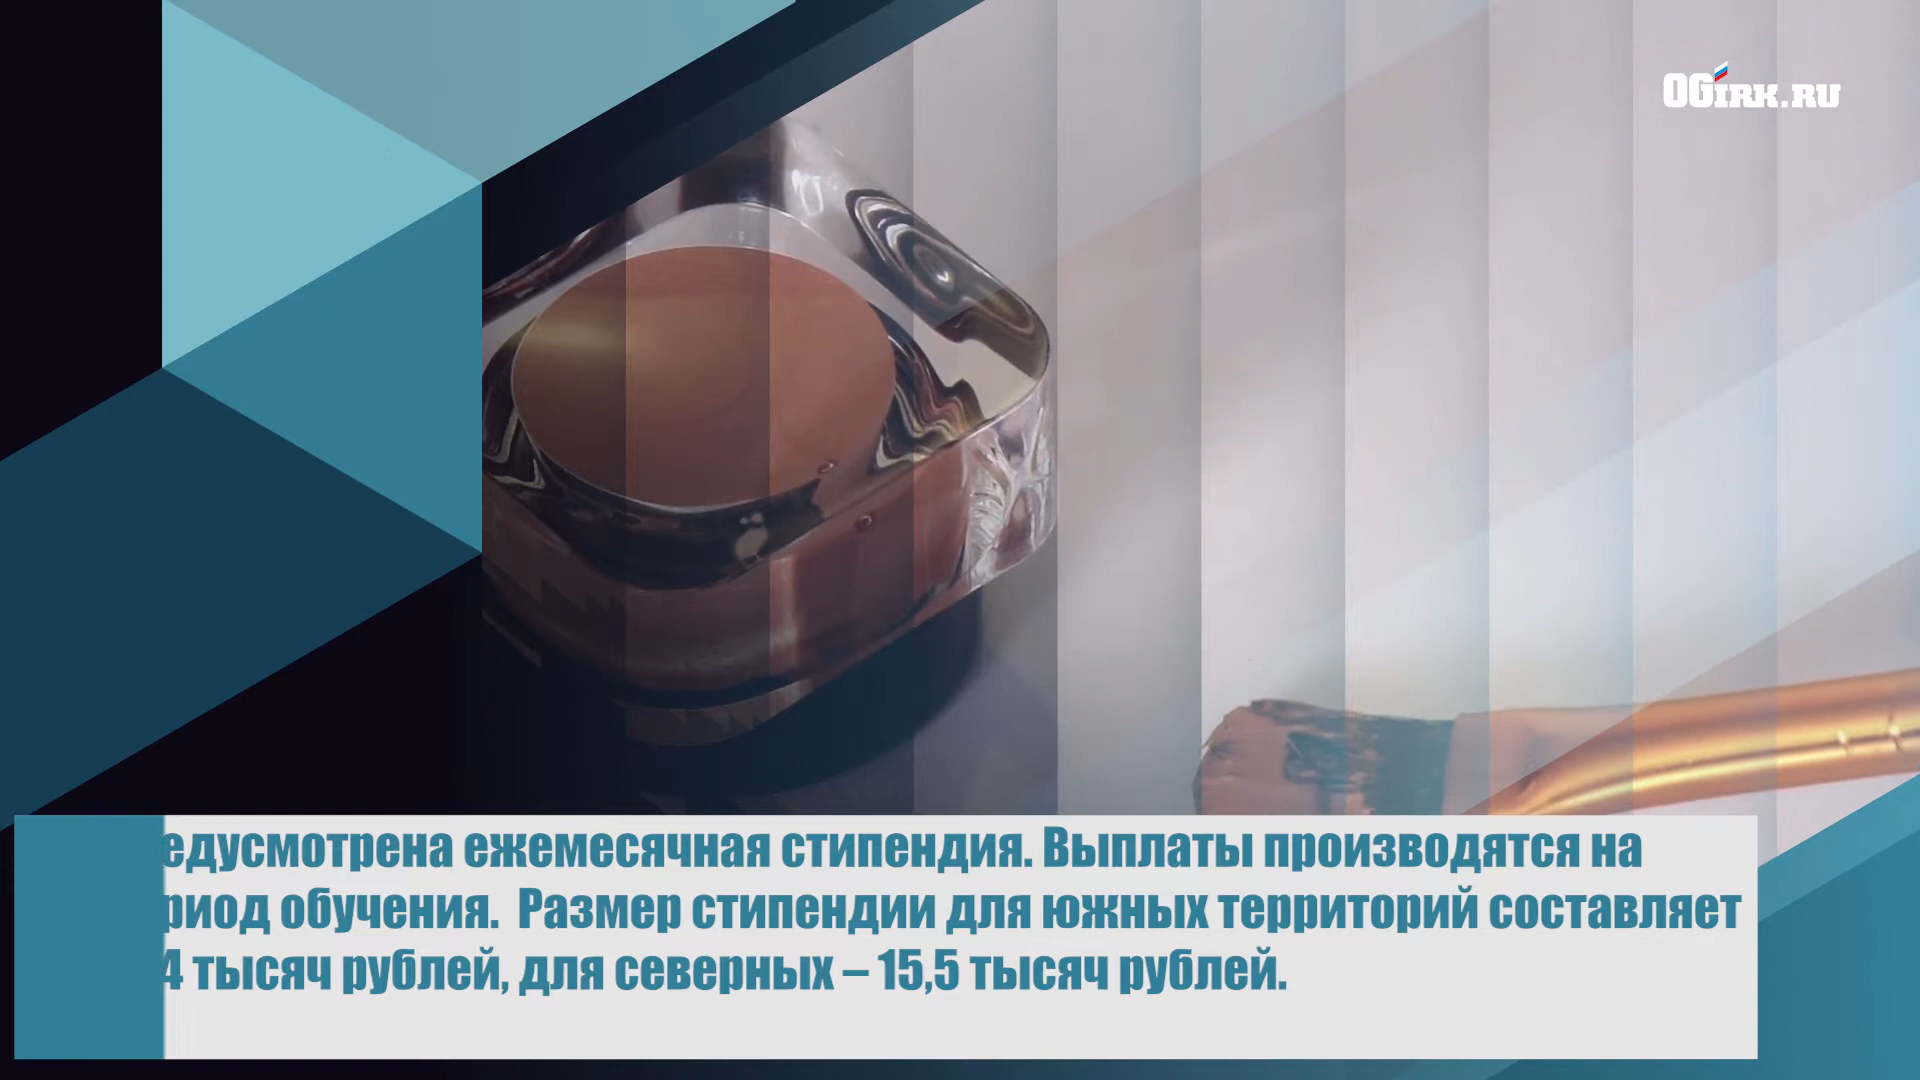 OGIRK.RU
едусмотрена ежемесячная стипендия. Выплаты производятся на
риод обучения. Размер стипендии для южных территорий составляет
4 тысяч рублей, для северных – 15,5 тысяч рублей.